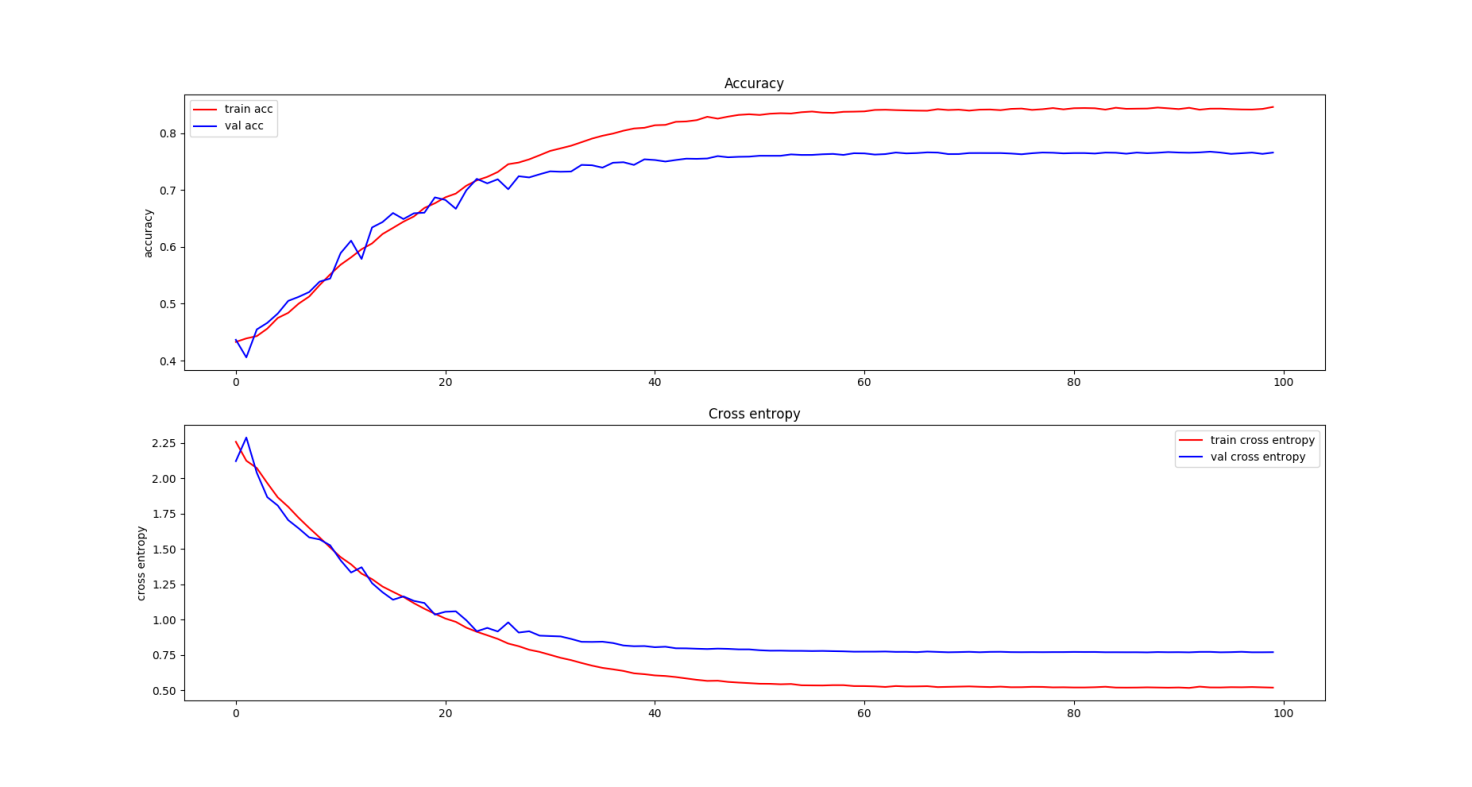 Accuracy
train acc
val acc
accuracy
0.8
0.7
0.6
0.5
0.4
0 20 40 60 80 100
Cross entropy
train cross entropy
val cross entropy
cross entropy
2.25
2.00
1.75
1.50
1.25
1.00
0.75
0.50
0 20 40 60 80 100